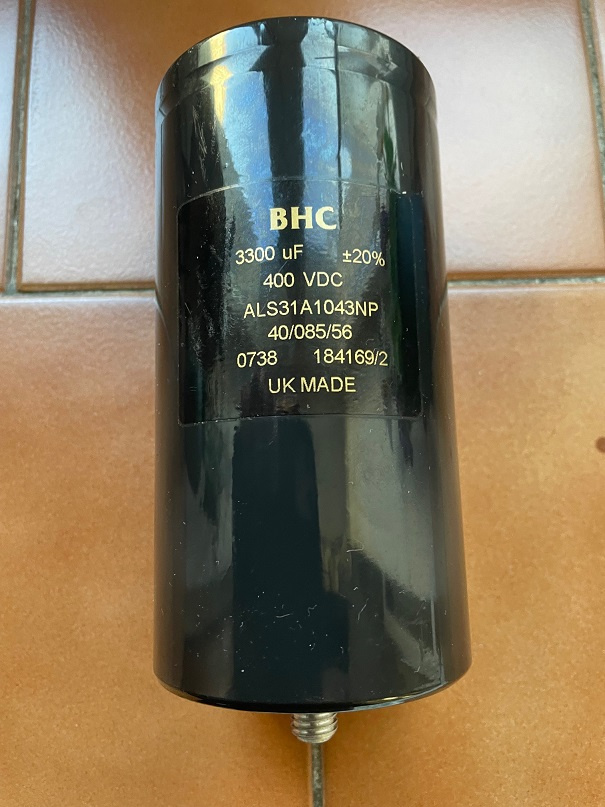 BHC
3300 uF ±20%
400 VDC
ALS31A1043NP
40/085/56
0738 184169/2
UK MADE